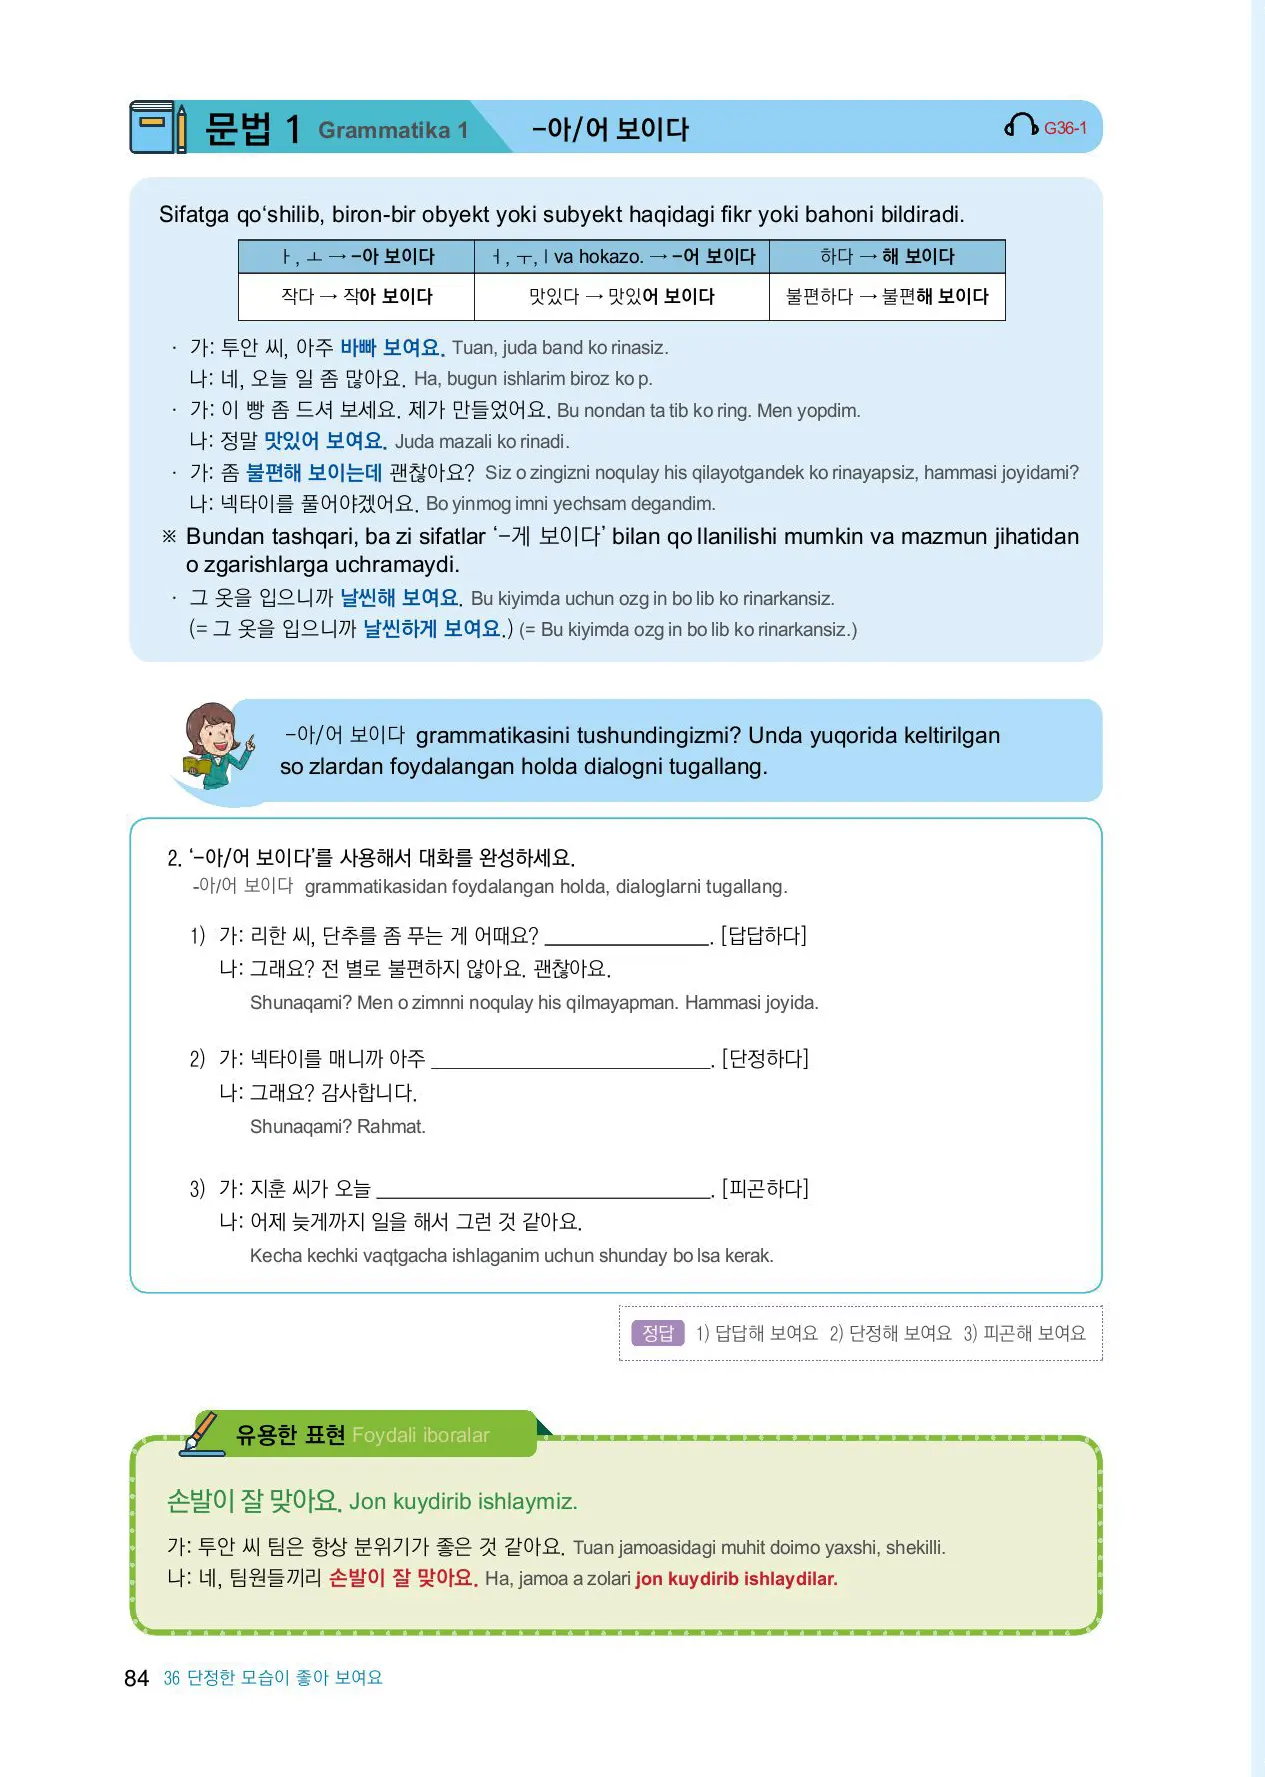 문법 1 Grammatika 1 -아/어 보이다 G36-1
Sifatga qo‘shilib, biron-bir obyekt yoki subyekt haqidagi fikr yoki bahoni bildiradi.
ㅏ, ㅗ → -아 보이다 ㅓ, ㅜ, ㅣ va hokazo. → -어 보이다 하다 → 해 보이다
작다 → 작아 보이다 맛있다 → 맛있어 보이다 불편하다 → 불편해 보이다
· 가: 투안 씨, 아주 바빠 보여요. Tuan, juda band ko rinasiz.
나: 네, 오늘 일 좀 많아요. Ha, bugun ishlarim biroz ko p.
· 가: 이 빵 좀 드셔 보세요. 제가 만들었어요. Bu nondan ta tib ko ring. Men yopdim.
나: 정말 맛있어 보여요. Juda mazali ko rinadi.
· 가: 좀 불편해 보이는데 괜찮아요? Siz o zingizni noqulay his qilayotgandek ko rinayapsiz, hammasi joyidami?
나: 넥타이를 풀어야겠어요. Bo yinmog imni yechsam degandim.
※ Bundan tashqari, ba zi sifatlar ‘-게 보이다’ bilan qo llanilishi mumkin va mazmun jihatidan
o zgarishlarga uchramaydi.
· 그 옷을 입으니까 날씬해 보여요. Bu kiyimda uchun ozg in bo lib ko rinarkansiz.
(= 그 옷을 입으니까 날씬하게 보여요.) (= Bu kiyimda ozg in bo lib ko rinarkansiz.)
-아/어 보이다 grammatikasini tushundingizmi? Unda yuqorida keltirilgan
so zlardan foydalangan holda dialogni tugallang.
2. ‘-아/어 보이다’를 사용해서 대화를 완성하세요.
-아/어 보이다 grammatikasidan foydalangan holda, dialoglarni tugallang.
1) 가: 리한 씨, 단추를 좀 푸는 게 어때요? ________________. [답답하다]
나: 그래요? 전 별로 불편하지 않아요. 괜찮아요.
Shunaqami? Men o zimnni noqulay his qilmayapman. Hammasi joyida.
2) 가: 넥타이를 매니까 아주 ___________________________. [단정하다]
나: 그래요? 감사합니다.
Shunaqami? Rahmat.
3) 가: 지훈 씨가 오늘 ________________________________. [피곤하다]
나: 어제 늦게까지 일을 해서 그런 것 같아요.
Kecha kechki vaqtgacha ishlaganim uchun shunday bo lsa kerak.
정답 1) 답답해 보여요 2) 단정해 보여요 3) 피곤해 보여요
유용한 표현 Foydali iboralar
손발이 잘 맞아요. Jon kuydirib ishlaymiz.
가: 투안 씨 팀은 항상 분위기가 좋은 것 같아요. Tuan jamoasidagi muhit doimo yaxshi, shekilli.
나: 네, 팀원들끼리 손발이 잘 맞아요. Ha, jamoa a zolari jon kuydirib ishlaydilar.
84 36 단정한 모습이 좋아 보여요